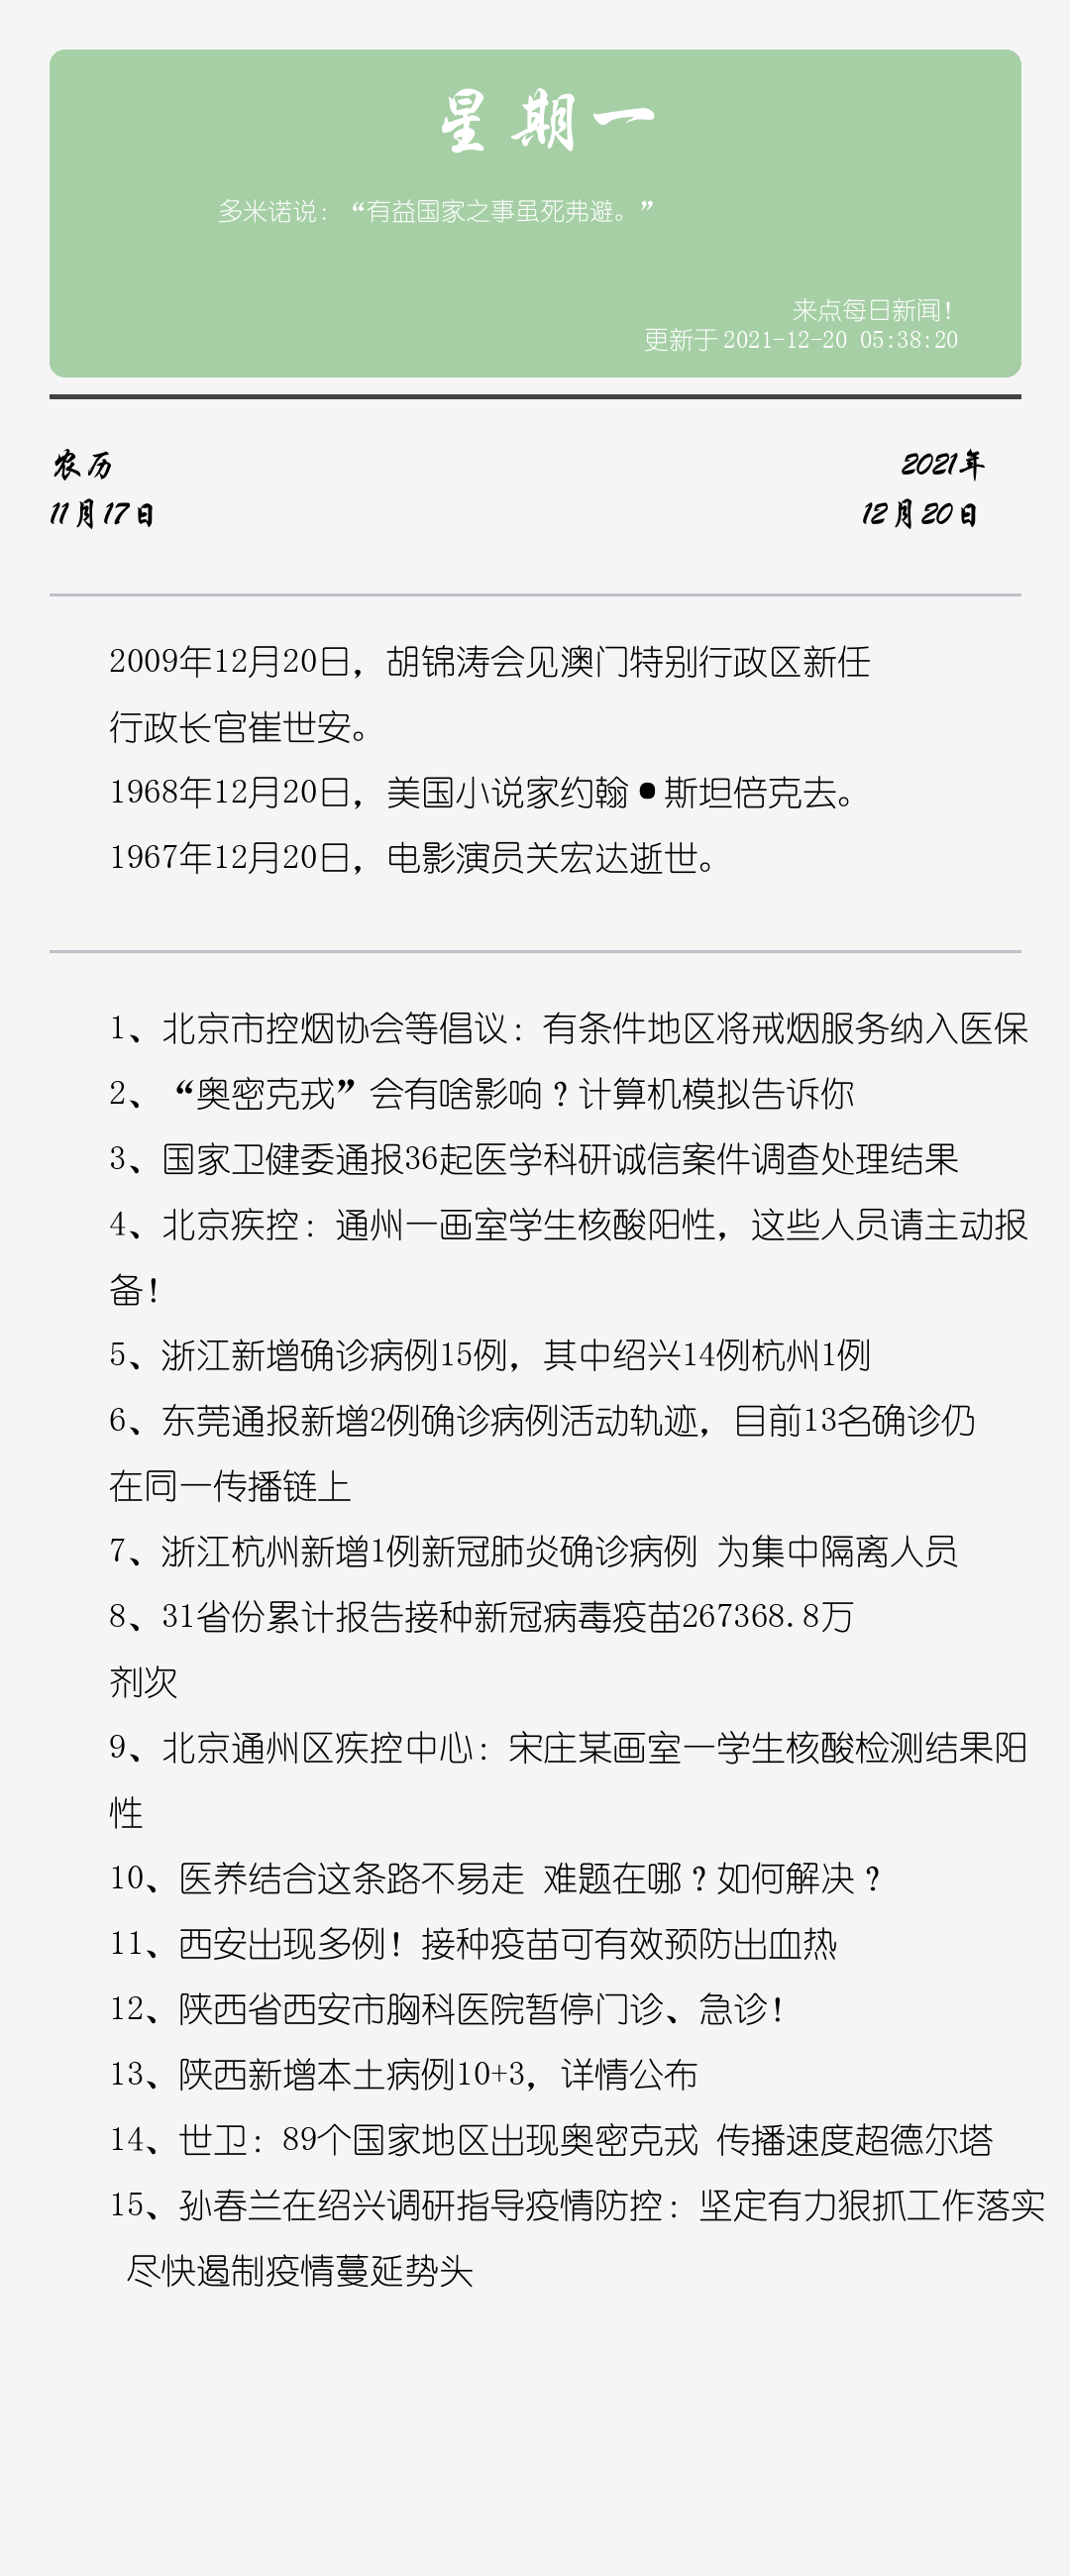 星期一
多米诺说：“有益国家之事虽死弗避。”
来点每日新闻！
更新于 2021-12-20 05:38:20
农历
2021年
11月17日
12月20日
2009年12月20日，胡锦涛会见澳门特别行政区新任
行政长官崔世安。
1968年12月20日，美国小说家约翰•斯坦倍克去。
1967年12月20日，电影演员关宏达逝世。
1、北京市控烟协会等倡议：有条件地区将戒烟服务纳入医保
2、“奥密克戎”会有啥影响？计算机模拟告诉你
3、国家卫健委通报36起医学科研诚信案件调查处理结果
4、北京疾控：通州一画室学生核酸阳性，这些人员请主动报
备！
5、浙江新增确诊病例15例，其中绍兴14例杭州1例
6、东莞通报新增2例确诊病例活动轨迹，目前13名确诊仍
在同一传播链上
7、浙江杭州新增1例新冠肺炎确诊病例 为集中隔离人员
8、31省份累计报告接种新冠病毒疫苗267368.8万
剂次
9、北京通州区疾控中心：宋庄某画室一学生核酸检测结果阳
性
10、医养结合这条路不易走 难题在哪？如何解决？
11、西安出现多例！接种疫苗可有效预防出血热
12、陕西省西安市胸科医院暂停门诊、急诊！
13、陕西新增本土病例10+3，详情公布
14、世卫：89个国家地区出现奥密克戎 传播速度超德尔塔
15、孙春兰在绍兴调研指导疫情防控：坚定有力狠抓工作落实
尽快遏制疫情蔓延势头